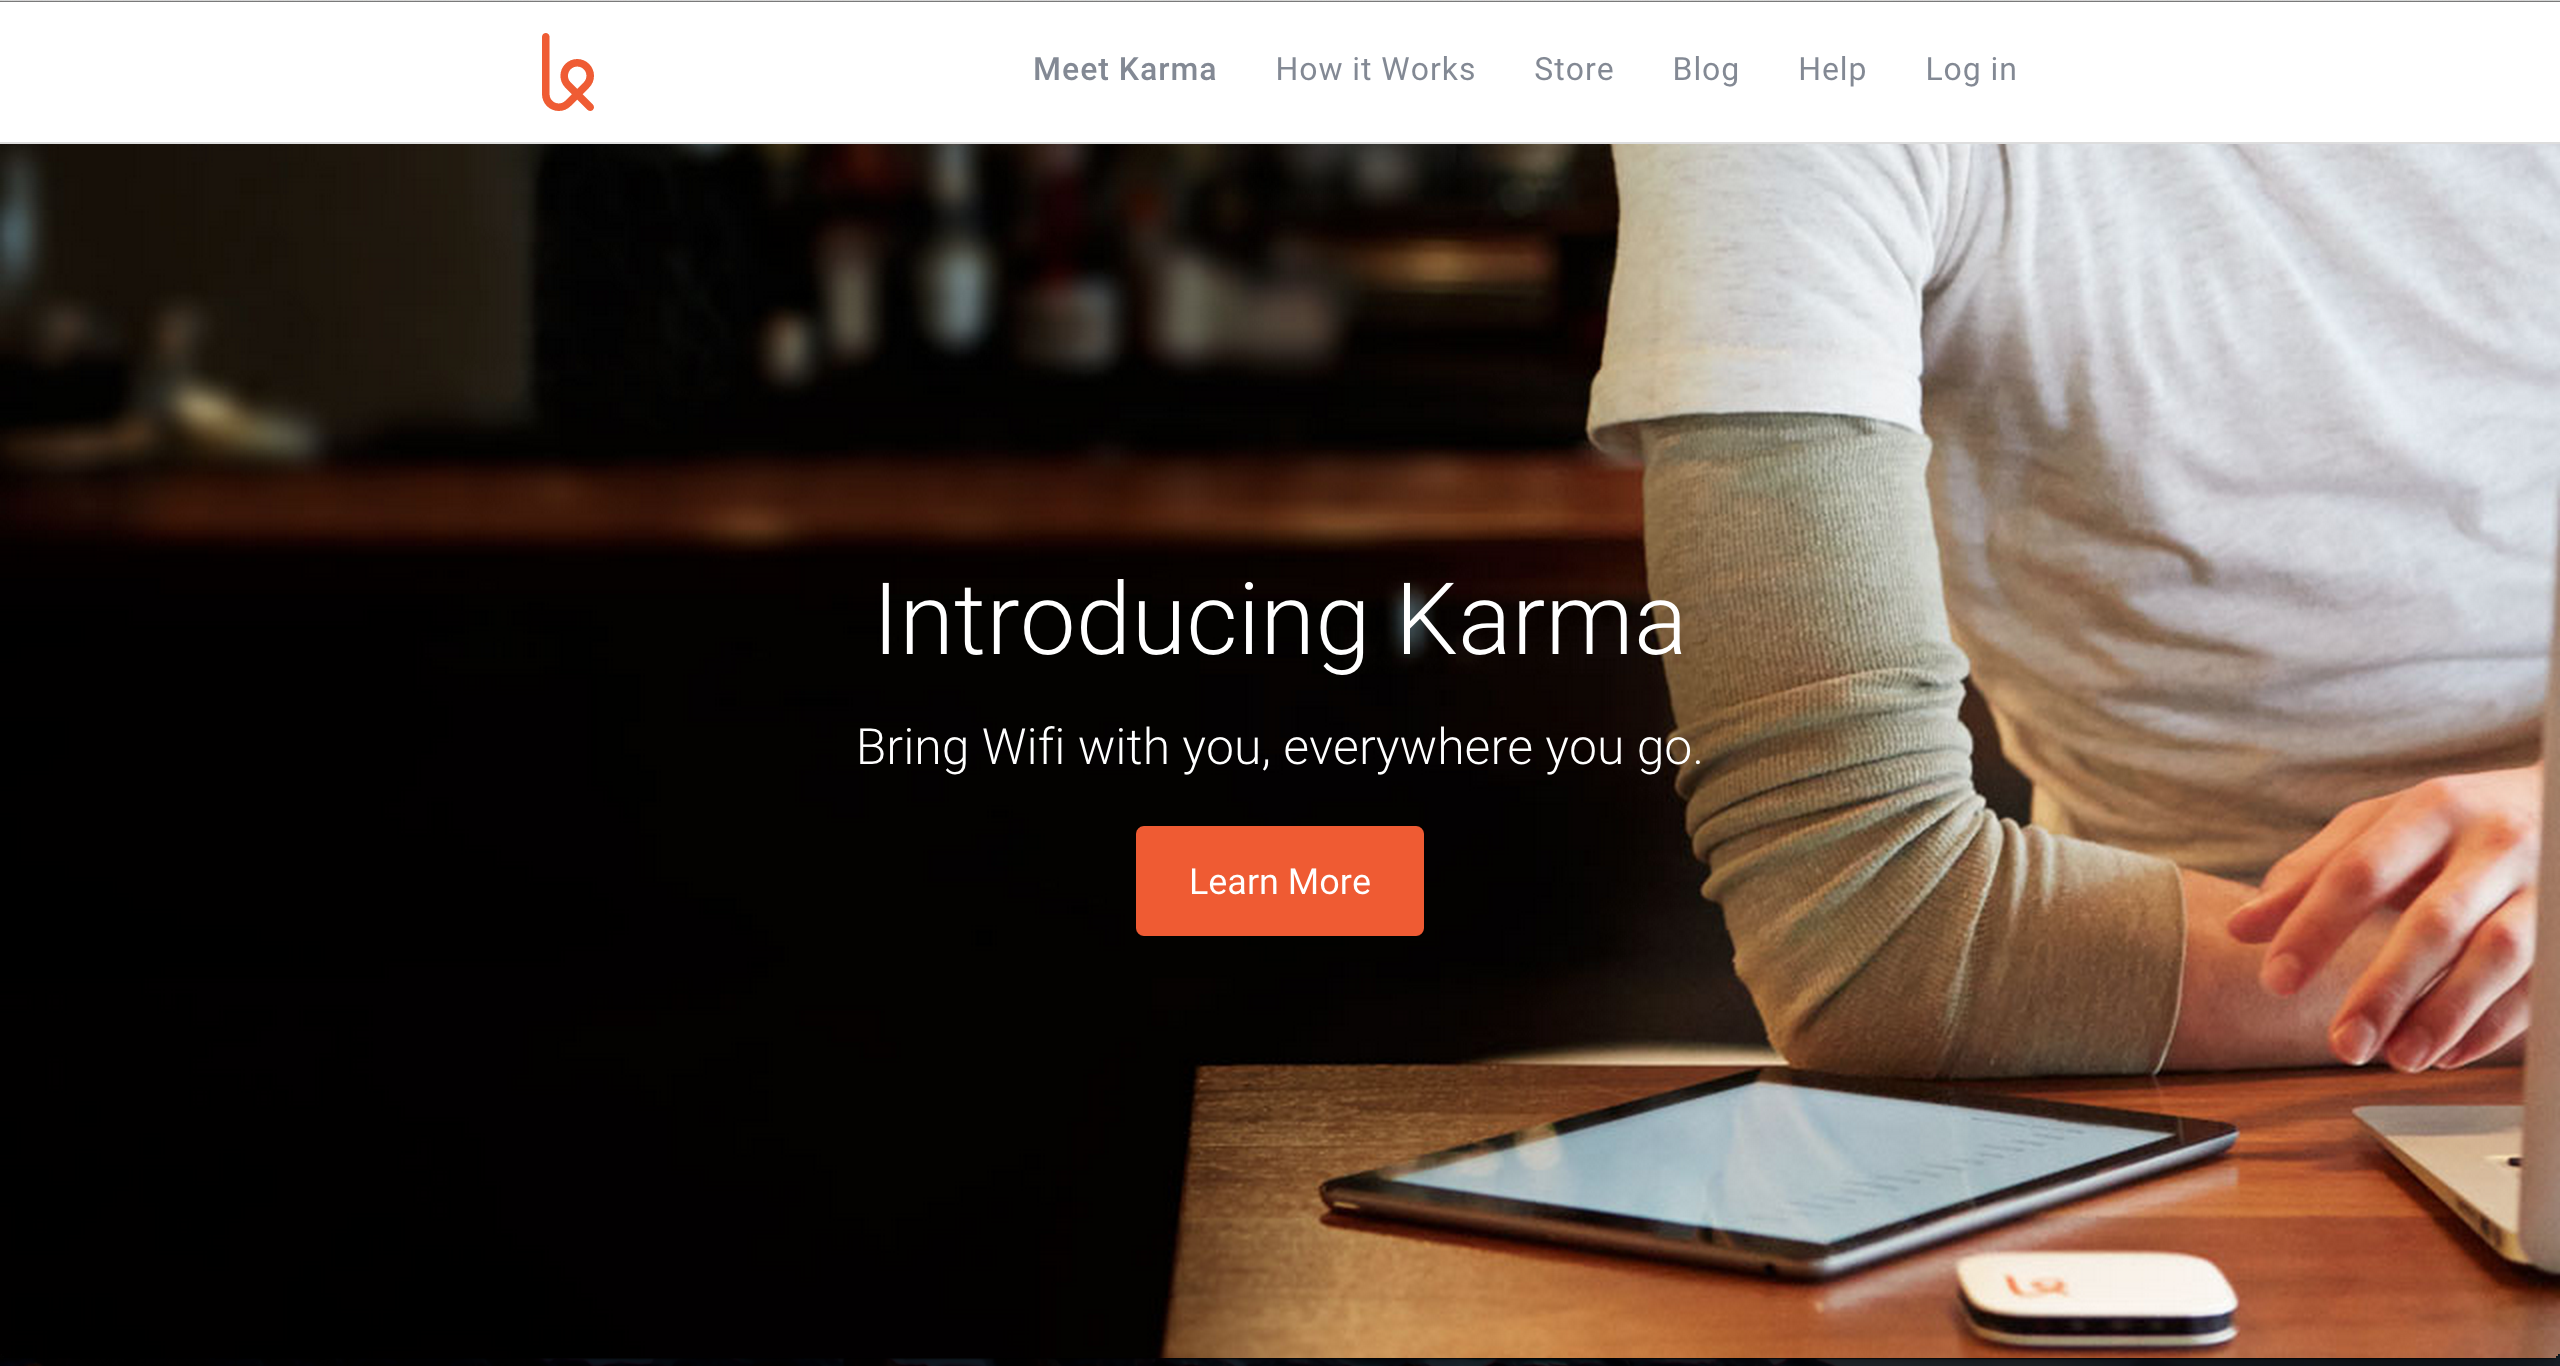 Meet Karma How it Works Store Blog Help Log in
Introducing Karma
Bring Wifi with you, everywhere you go.
Learn More